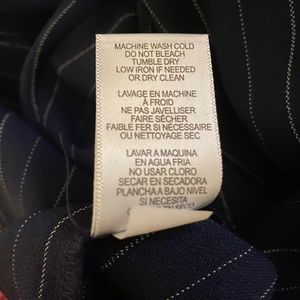 MACHINE WASH COLD
DO NOT BLEACH
TUMBLE DRY
LOW IRON IF NEEDED
OR DRY CLEAN
LAVAGE EN MACHINE
À FROID
NE PAS JAVELLISER
FAIRE SÉCHER
FAIBLE FER SI NÉCESSAIRE
OU NETTOYAGE SEC
LAVAR A MAQUINA
EN AGUA FRIA
NO USAR CLORO
SECAR EN SECADORA
PLANCHA A BAJO NIVEL
SI NECESITA
EN SECO